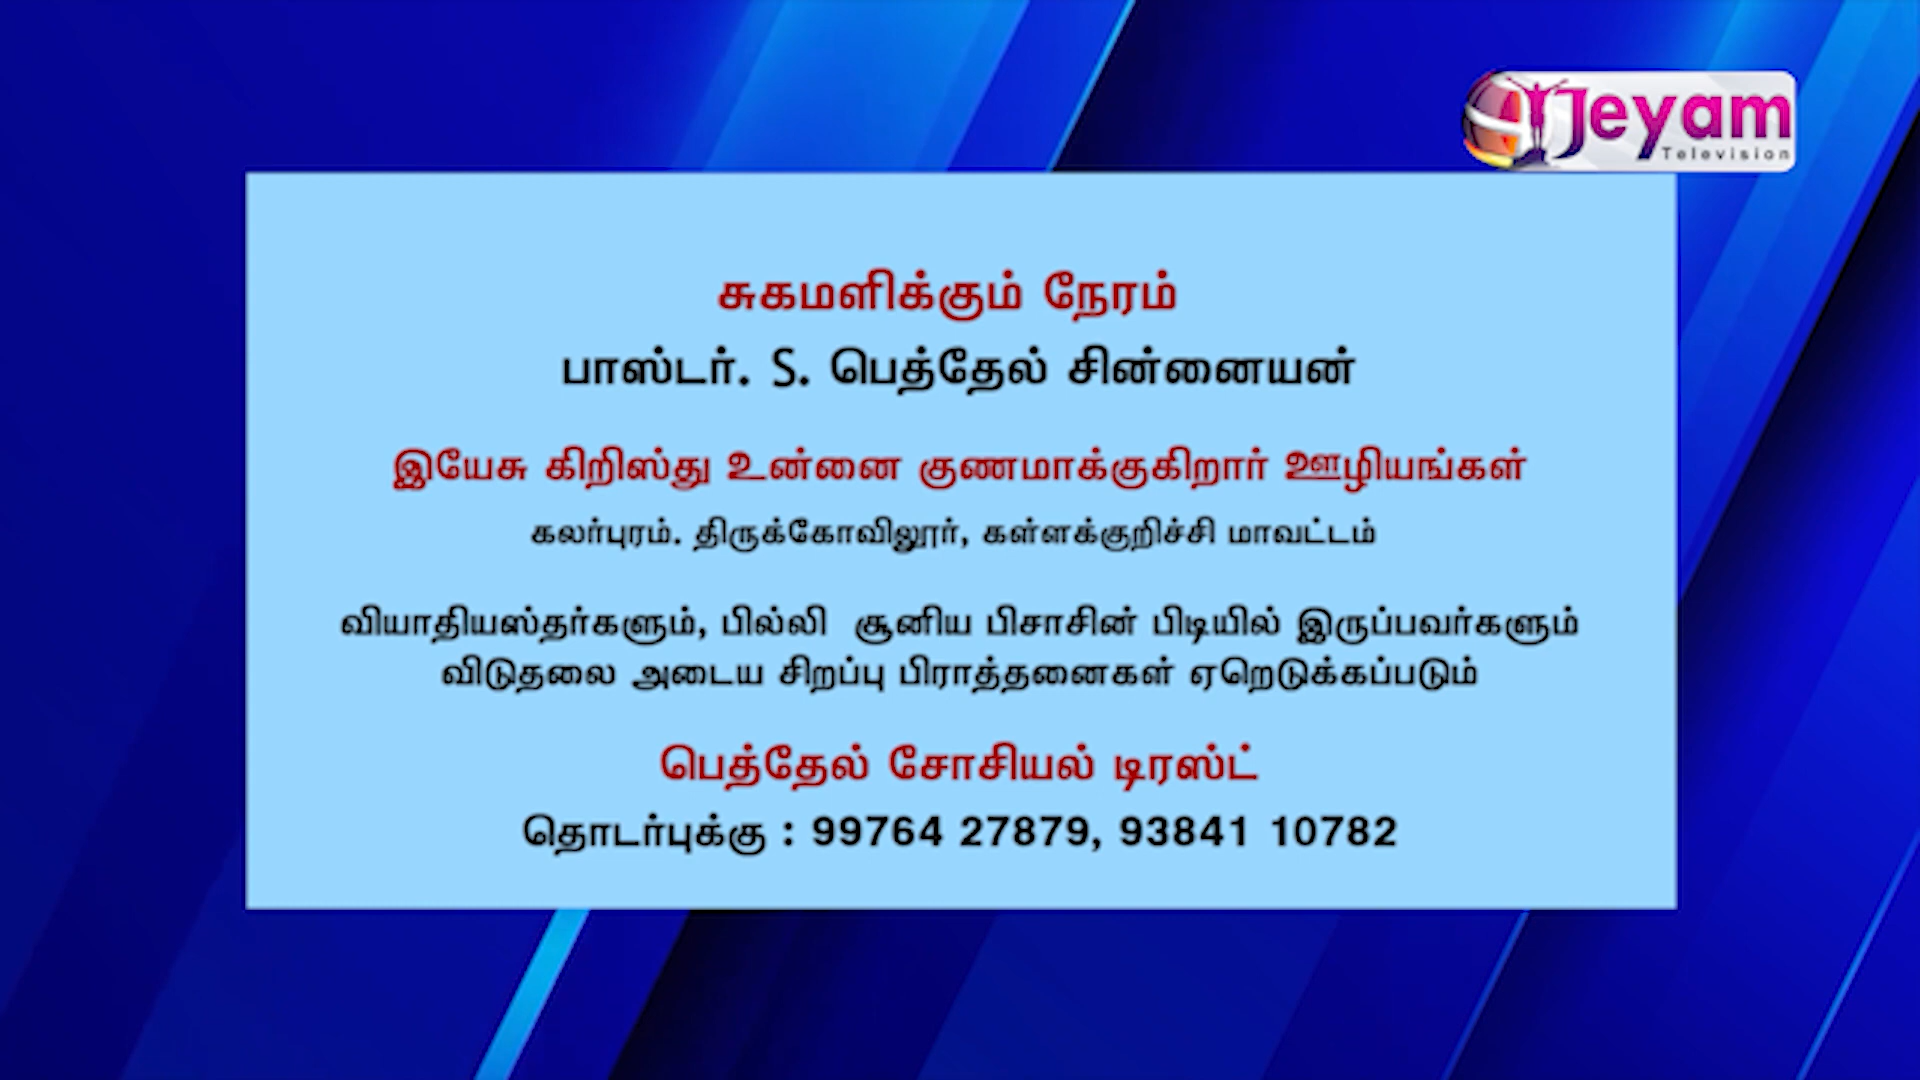 Jeyam
Television
சுகமளிக்கும் நேரம்
பாஸ்டர். S. பெத்தேல் சின்னையன்
இயேசு கிறிஸ்து உன்னை குணமாக்குகிறார் ஊழியங்கள்
கலர்புரம். திருக்கோவிலூர், கள்ளக்குறிச்சி மாவட்டம்
வியாதியஸ்தர்களும், பில்லி சூனிய பிசாசின் பிடியில் இருப்பவர்களும்
விடுதலை அடைய சிறப்பு பிராத்தனைகள் ஏறெடுக்கப்படும்
பெத்தேல் சோசியல் டிரஸ்ட்
தொடர்புக்கு : 99764 27879, 93841 10782